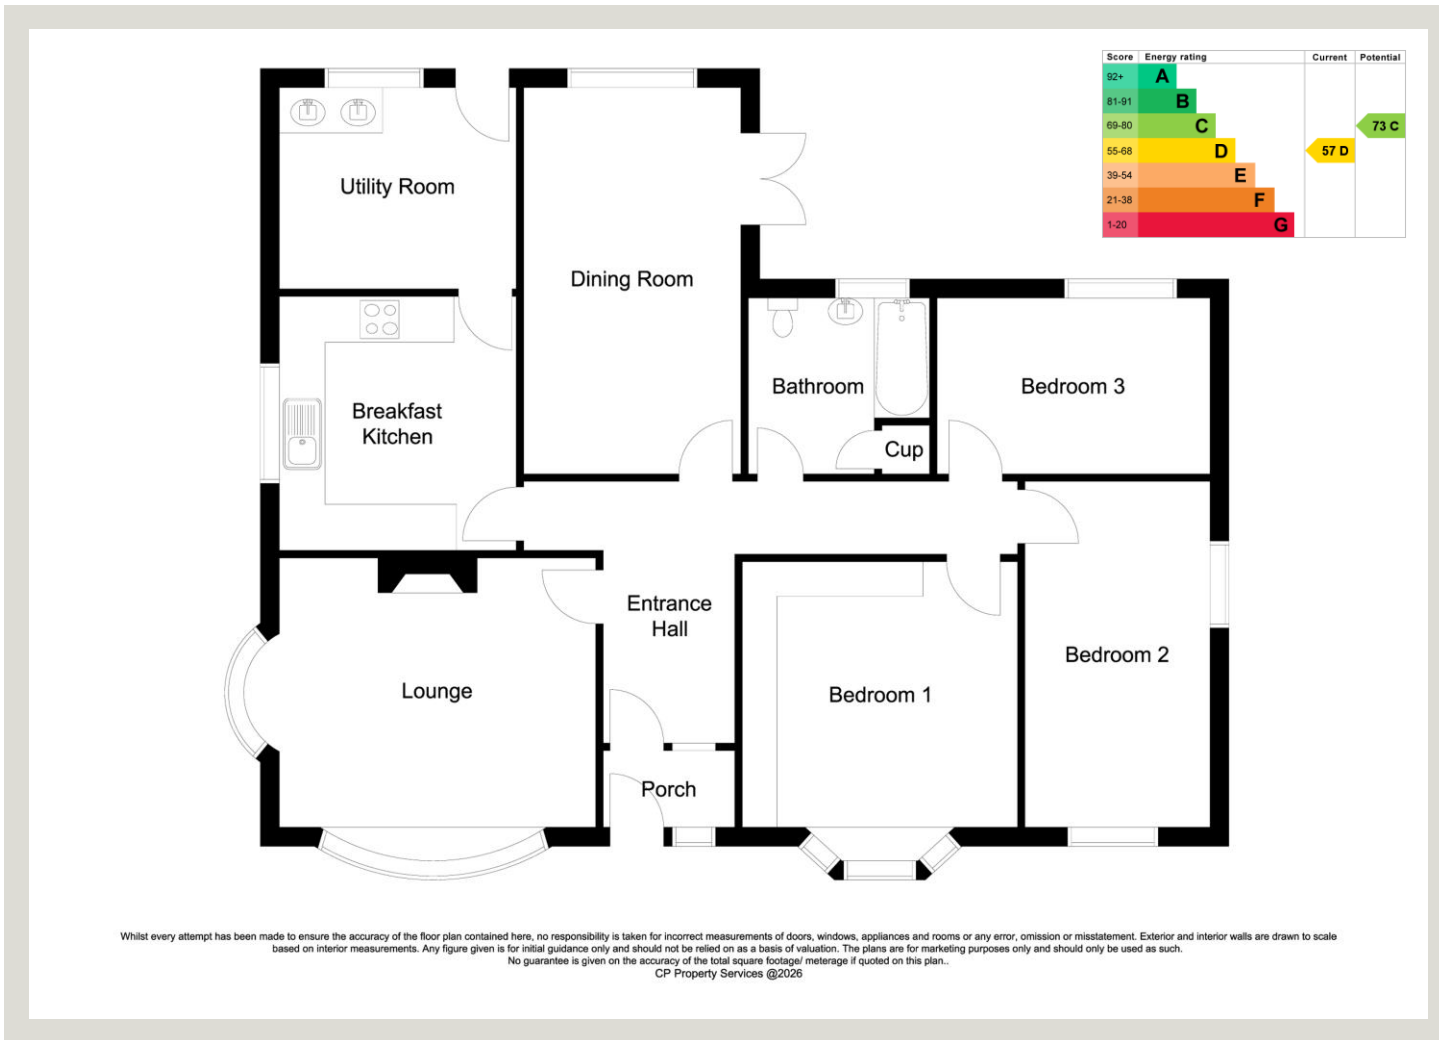 Score Energy rating Current Potential
92+ A
81-91 B
69-80 C 73 C
55-68 D 57 D
39-54 E
21-38 F
1-20 G
Utility Room
Dining Room
Breakfast
Kitchen
Bathroom
Bedroom 3
Cup
Entrance
Hall
Lounge
Bedroom 1
Bedroom 2
Porch
Whilst every attempt has been made to ensure the accuracy of the floor plan contained here, no responsibility is taken for incorrect measurements of doors, windows, appliances and rooms or any error, omission or misstatement. Exterior and interior walls are drawn to scale
based on interior measurements. Any figure given is for initial guidance only and should not be relied on as a basis of valuation. The plans are for marketing purposes only and should only be used as such.
No guarantee is given on the accuracy of the total square footage/ meterage if quoted on this plan..
CP Property Services @2026